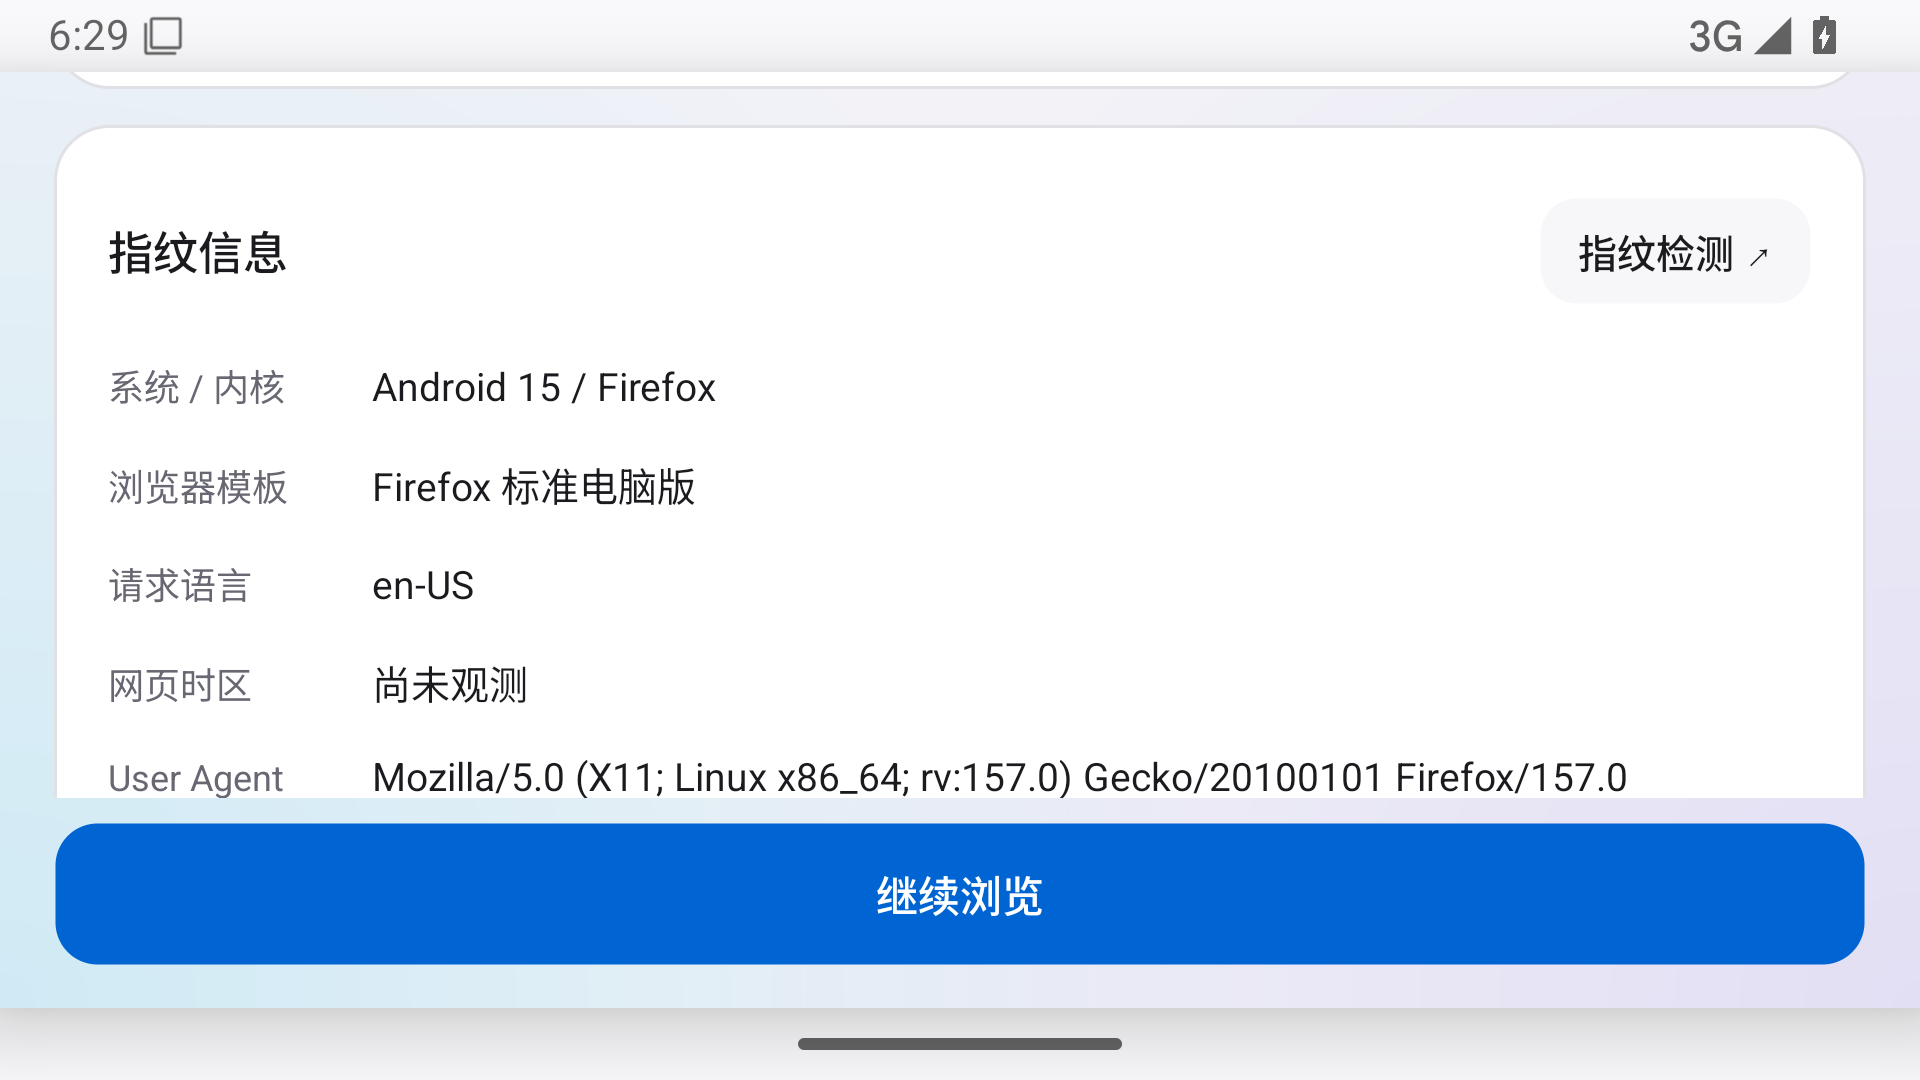 6:29
3G
指纹信息
指纹检测 ↗
系统 / 内核 Android 15 / Firefox
浏览器模板 Firefox 标准电脑版
请求语言 en-US
网页时区 尚未观测
User Agent Mozilla/5.0 (X11; Linux x86_64; rv:157.0) Gecko/20100101 Firefox/157.0
继续浏览